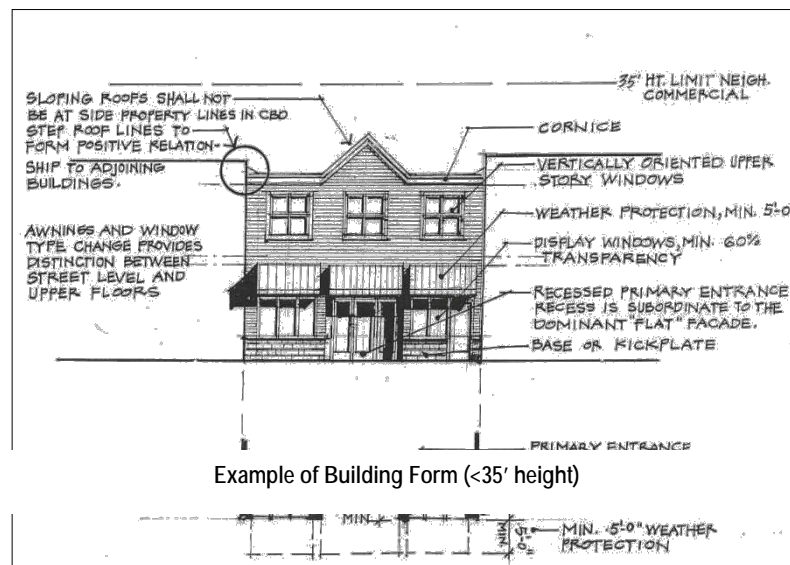 35' HT. LIMIT NEIGH.
COMMERCIAL
SLOPING ROOFS SHALL NOT
BE AT SIDE PROPERTY LINES IN CBD
STEP ROOF LINES TO
FORM POSITIVE RELATION-
SHIP TO ADJOINING
BUILDINGS.
CORNICE
VERTICALLY ORIENTED UPPER
STORY WINDOWS
AWNINGS AND WINDOW
TYPE CHANGE PROVIDES
DISTINCTION BETWEEN
STREET LEVEL AND
UPPER FLOORS
WEATHER PROTECTION, MIN. 5'-0
DISPLAY WINDOWS, MIN. 60%
TRANSPARENCY
RECESSED PRIMARY ENTRANCE
RECESS IS SUBORDINATE TO THE
DOMINANT "FLAT" FACADE.
BASE OR KICKPLATE
PRIMARY ENTRANCE
Example of Building Form (<35' height)
MIN.
MIN.
5'-0"
MIN. 5'-0" WEATHER
PROTECTION